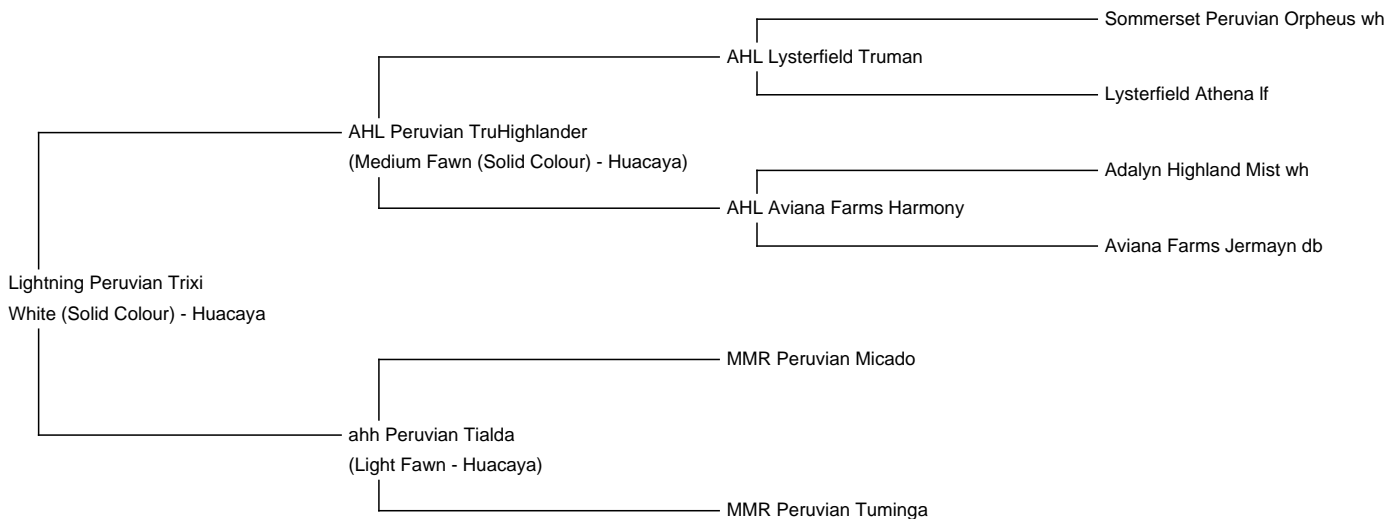 Sommerset Peruvian Orpheus wh
AHL Lysterfield Truman
Lysterfield Athena lf
AHL Peruvian TruHighlander
(Medium Fawn (Solid Colour) - Huacaya)
Adalyn Highland Mist wh
AHL Aviana Farms Harmony
Aviana Farms Jermayn db
Lightning Peruvian Trixi
White (Solid Colour) - Huacaya
MMR Peruvian Micado
ahh Peruvian Tialda
(Light Fawn - Huacaya)
MMR Peruvian Tuminga